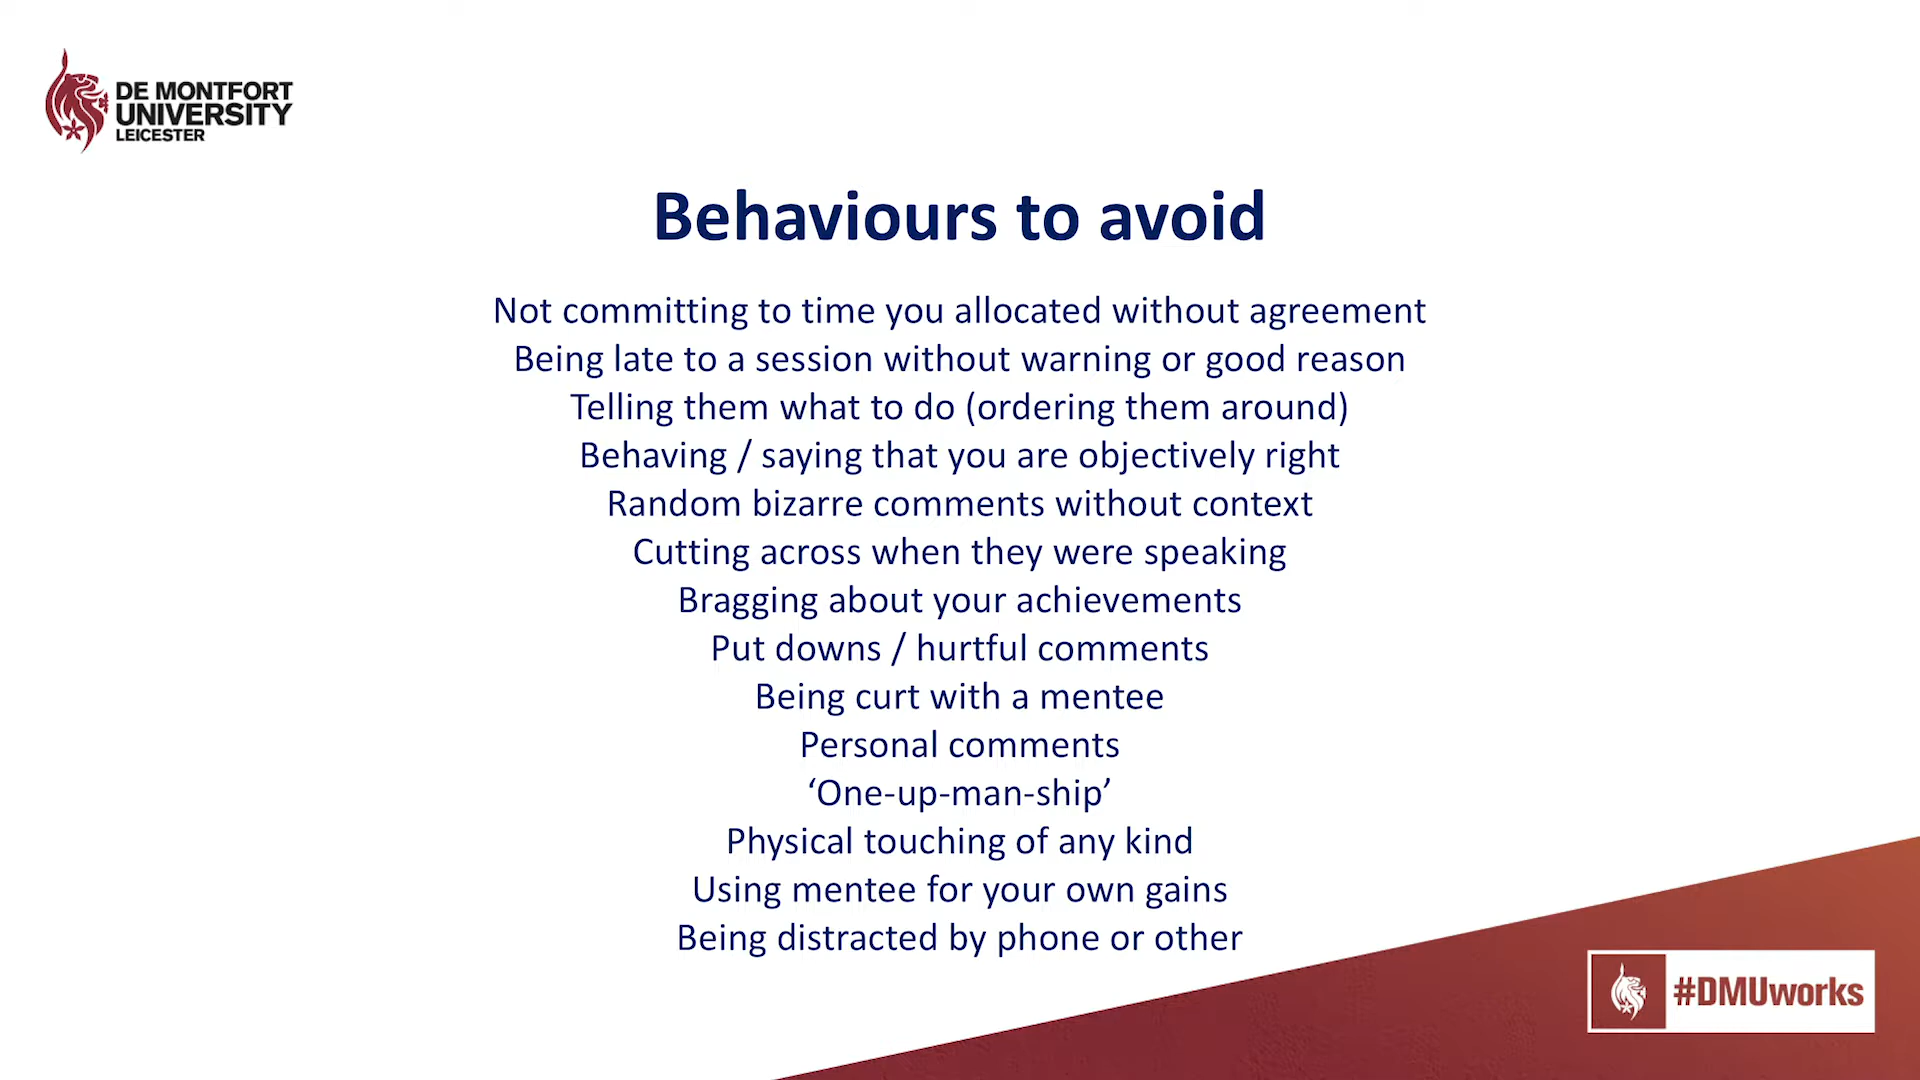 DE MONTFORT
UNIVERSITY
LEICESTER
Behaviours to avoid
Not committing to time you allocated without agreement
Being late to a session without warning or good reason
Telling them what to do (ordering them around)
Behaving / saying that you are objectively right
Random bizarre comments without context
Cutting across when they were speaking
Bragging about your achievements
Put downs / hurtful comments
Being curt with a mentee
Personal comments
‘One-up-man-ship’
Physical touching of any kind
Using mentee for your own gains
Being distracted by phone or other
#DMUworks